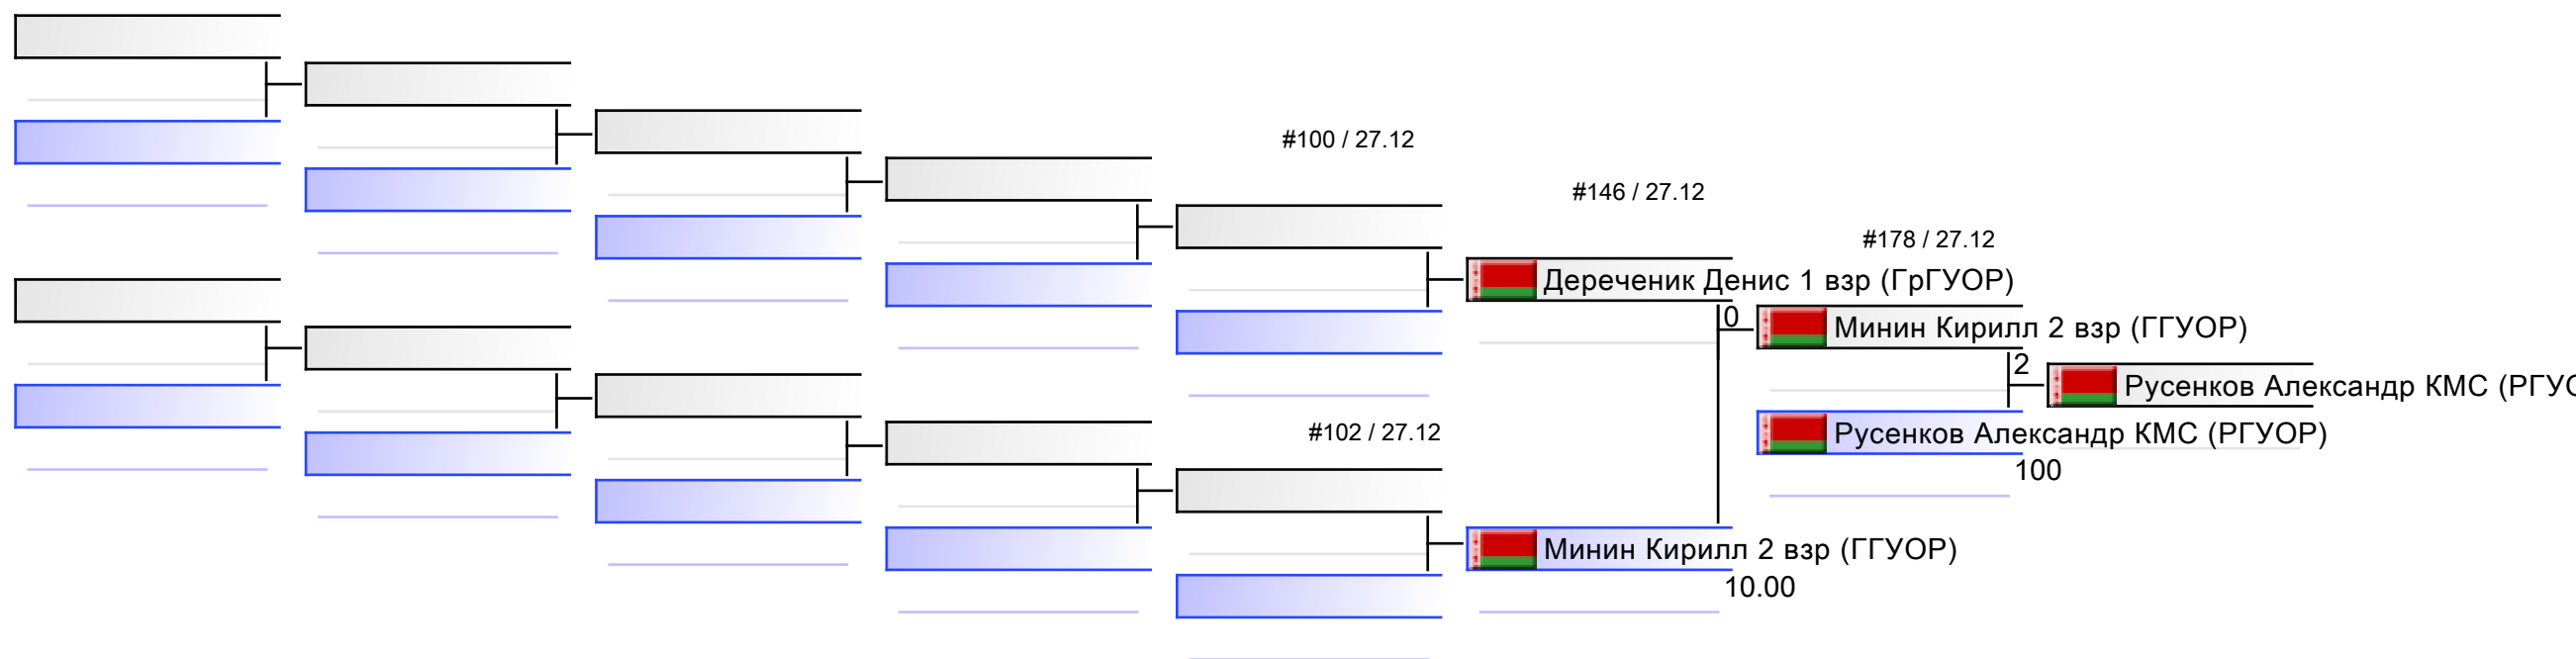 #100 / 27.12
#146 / 27.12
#178 / 27.12
Дереченик Денис 1 взр (ГрГУОР)
0
Минин Кирилл 2 взр (ГГУОР)
2
Русенков Александр КМС (РГУО
Русенков Александр КМС (РГУОР)
100
#102 / 27.12
Минин Кирилл 2 взр (ГГУОР)
10.00